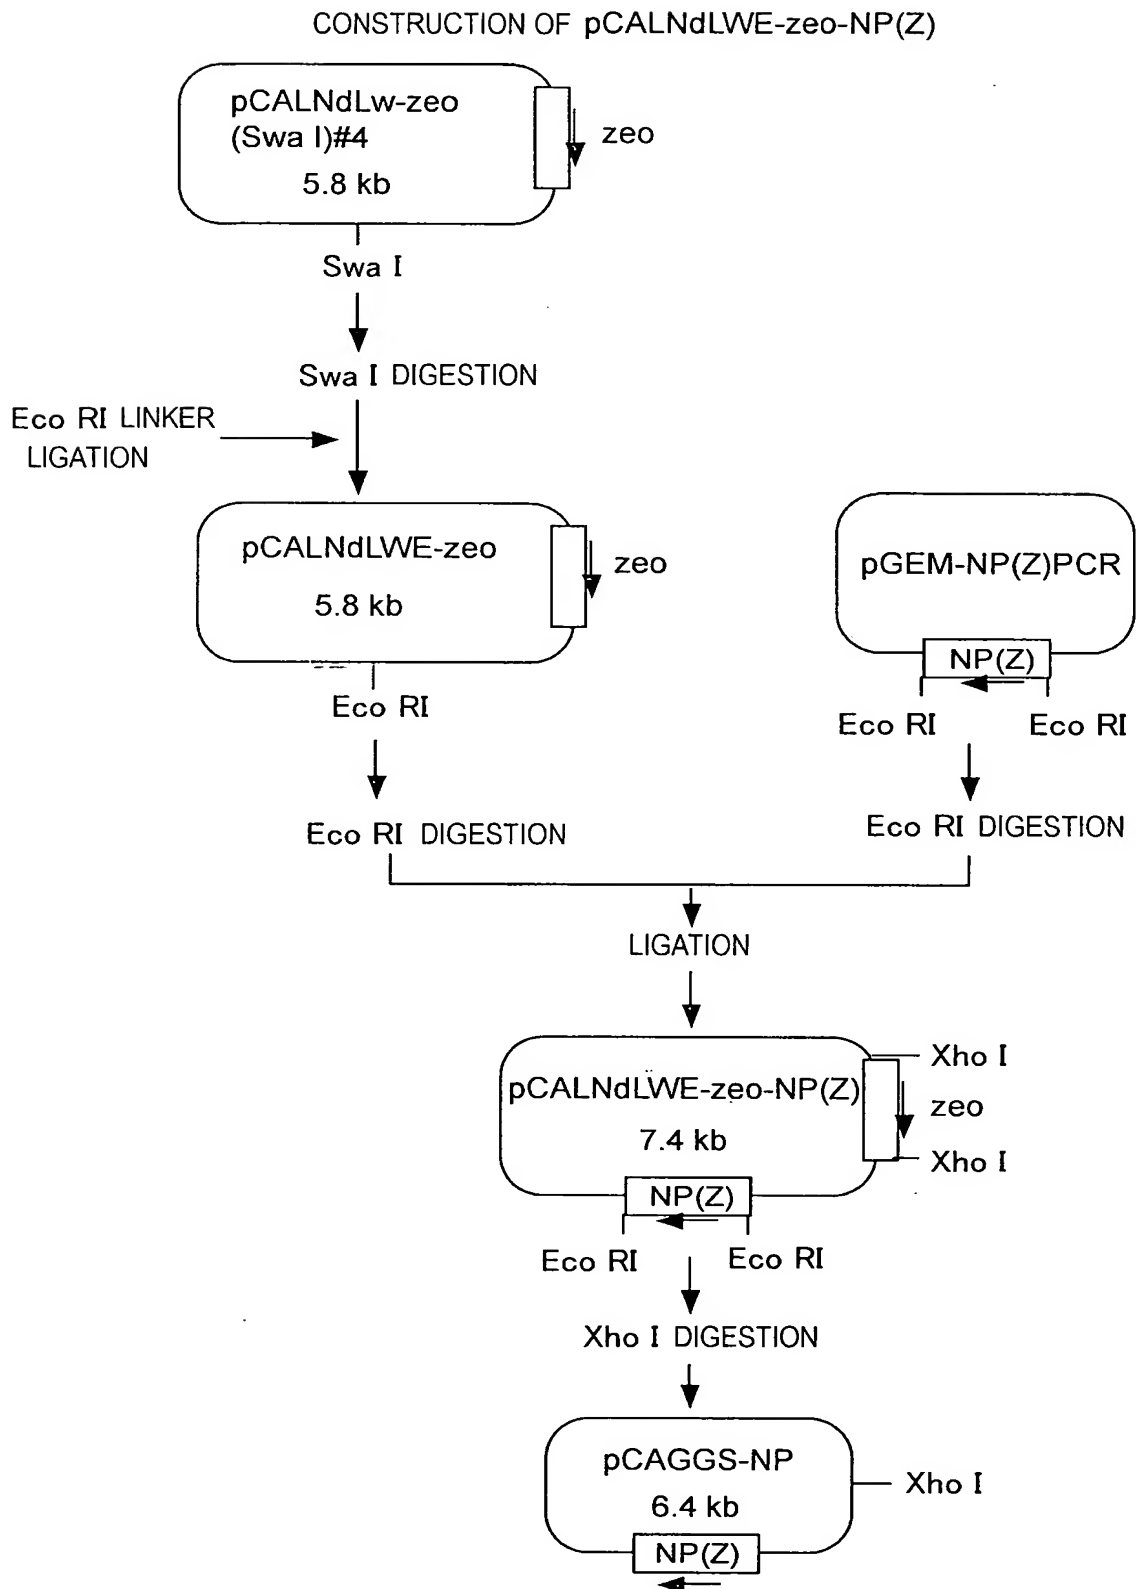 CONSTRUCTION OF pCALNdLWE-zeo-NP(Z)
pCALNdLw-zeo
(Swa I)#4
5.8 kb
zeo
Swa I
Swa I DIGESTION
Eco RI LINKER
LIGATION
pCALNdLWE-zeo
5.8 kb
zeo
Eco RI
Eco RI DIGESTION
pGEM-NP(Z)PCR
NP(Z)
Eco RI
Eco RI
Eco RI DIGESTION
LIGATION
pCALNdLWE-zeo-NP(Z)
7.4 kb
Xho I
zeo
Xho I
NP(Z)
Eco RI
Eco RI
Xho I DIGESTION
pCAGGS-NP
6.4 kb
Xho I
NP(Z)